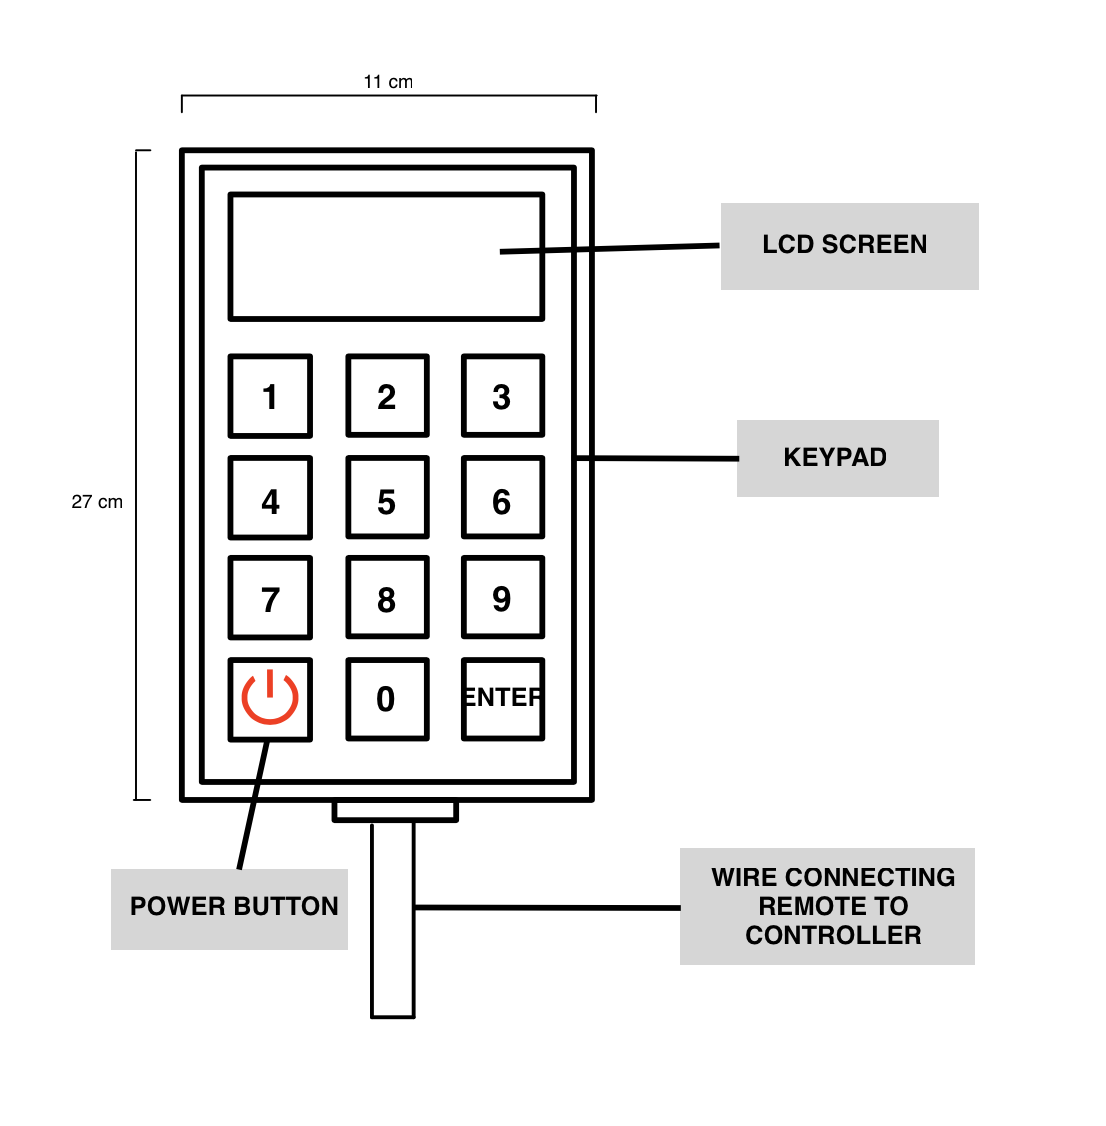 11 cm
LCD SCREEN
1 2 3
KEYPAD
27 cm
4 5 6
7 8 9
0 ENTER
POWER BUTTON
WIRE CONNECTING
REMOTE TO
CONTROLLER